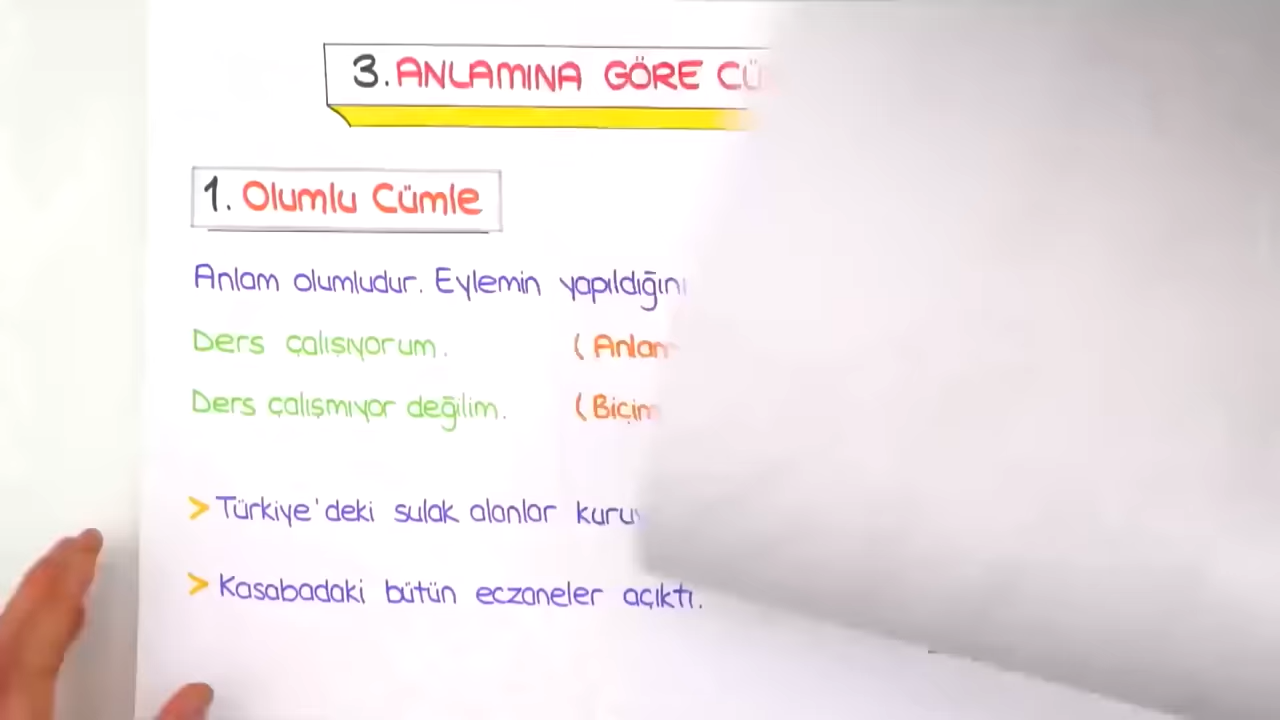 3. ANLAMINA GÖRE
1. Olumlu Cümle
Anlam olumludur. Eylemin
Ders çalışıyorum. (
Ders çalışmıyor değilim. (
> Türkiye'deki sulak alanlar
> Kasabadaki bütün eczaneler açıktı.